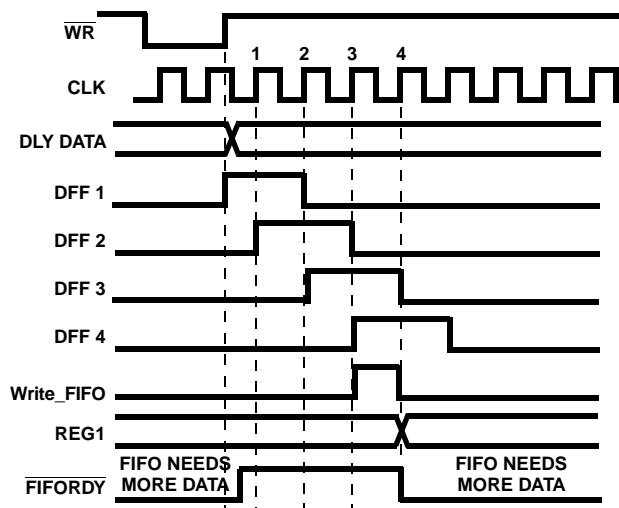 WR
1 2 3 4
CLK
DLY DATA
DFF 1
DFF 2
DFF 3
DFF 4
Write_FIFO
REG1
FIFO NEEDS
MORE DATA
FIFO NEEDS
MORE DATA
FIFORDY